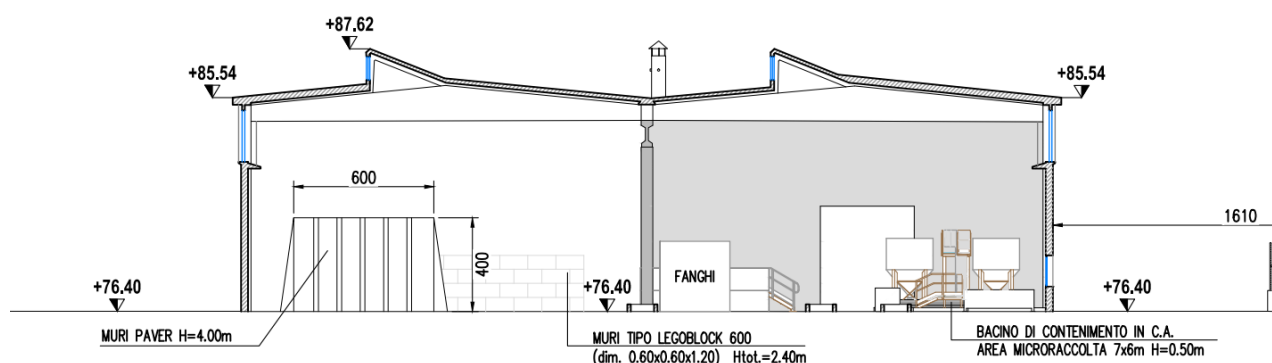 +87.62
+85.54
+85.54
600
1610
400
FANGHI
+76.40
+76.40
+76.40
MURI PAVER H=4.00m
MURI TIPO LEGOBLOCK 600
(dim. 0.60x0.60x1.20) Htot.=2.40m
BACINO DI CONTENIMENTO IN C.A.
AREA MICRORACCOLTA 7x6m H=0.50m